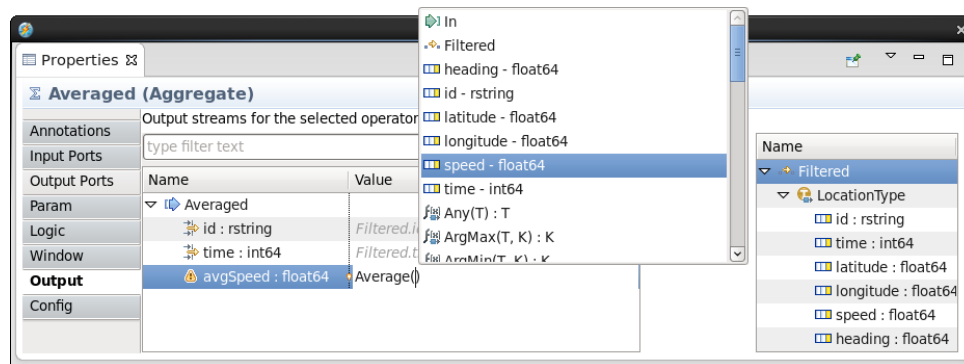 Properties
Averaged (Aggregate)
Annotations
Input Ports
Output Ports
Param
Logic
Window
Output
Config
Output streams for the selected operator
type filter text
Name Value
Averaged
id : rstring Filtered.i
time : int64 Filtered.t
avgSpeed : float64 Average()
In
Filtered
heading - float64
id - rstring
latitude - float64
longitude - float64
speed - float64
time - int64
f(x) Any(T) : T
f(x) ArgMax(T, K) : K
f(x) ArgMin(T, K) : K
Name
Filtered
LocationType
id : rstring
time : int64
latitude : float64
longitude : float64
speed : float64
heading : float64